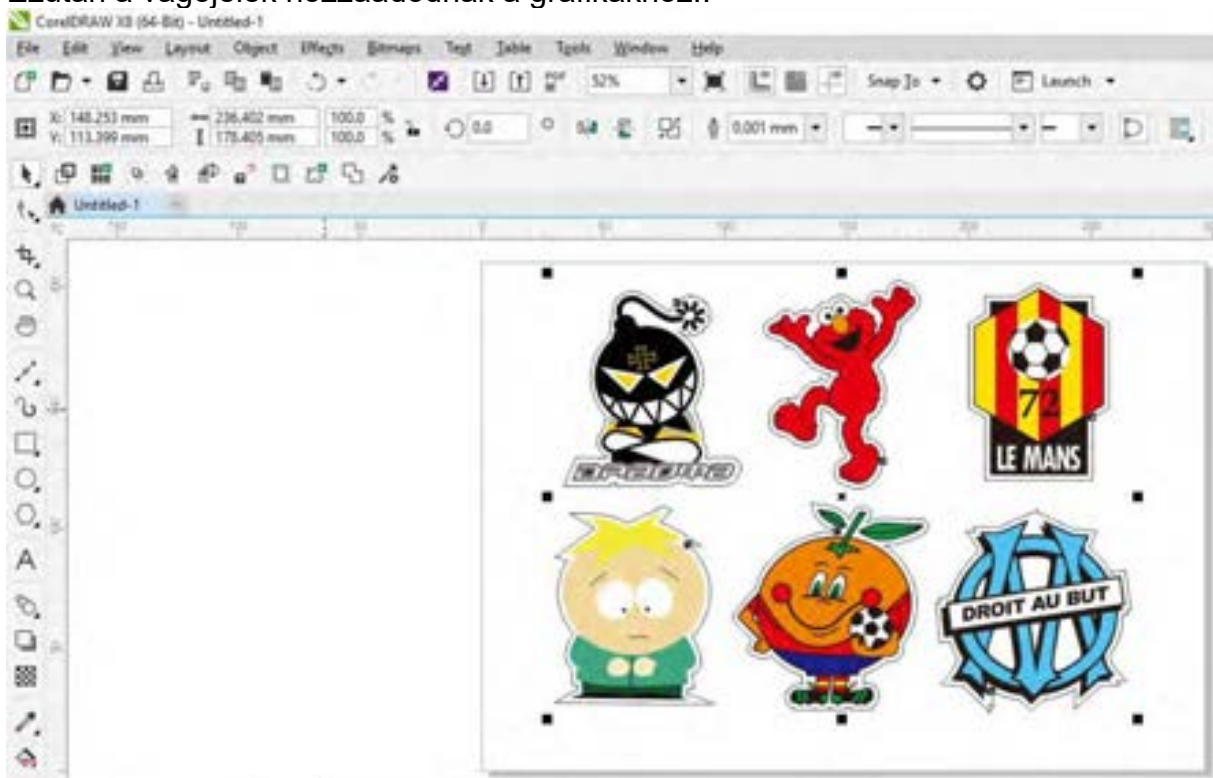 Ezután a vágójelek hozzáadódnak a grafikákhoz..
CorelDRAW X8 (64-Bit) - Untitled-1
File Edit View Layout Object Effects Bitmaps Text Table Tools Window Help
52% Snap To Launch
X: 148.253 mm 236.402 mm 100.0 % 0.0 0.001 mm
Y: 113.399 mm 178.405 mm 100.0 %
Untitled-1
72
LE MANS
DROIT AU BUT